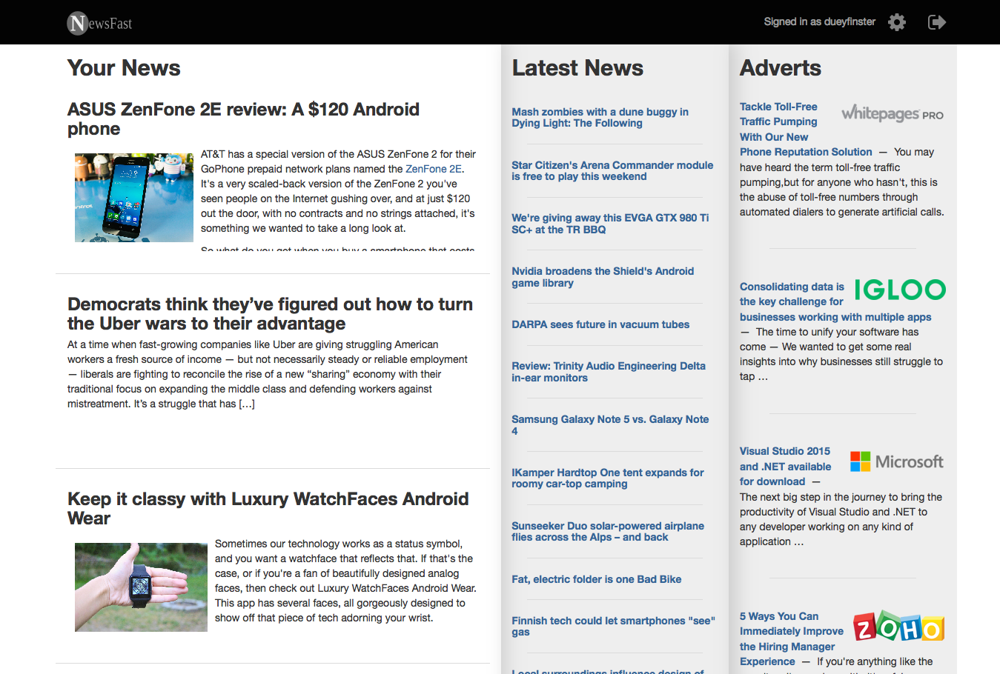 NewsFast
Signed in as dueyfinster
Your News
ASUS ZenFone 2E review: A $120 Android
phone
AT&T has a special version of the ASUS ZenFone 2 for their
GoPhone prepaid network plans named the ZenFone 2E.
It's a very scaled-back version of the ZenFone 2 you've
seen people on the Internet gushing over, and at just $120
out the door, with no contracts and no strings attached, it's
something we wanted to take a long look at.
So what do you get when you buy a smartphone that costs
Democrats think they’ve figured out how to turn
the Uber wars to their advantage
At a time when fast-growing companies like Uber are giving struggling American
workers a fresh source of income — but not necessarily steady or reliable employment
— liberals are fighting to reconcile the rise of a new “sharing” economy with their
traditional focus on expanding the middle class and defending workers against
mistreatment. It’s a struggle that has […]
Keep it classy with Luxury WatchFaces Android
Wear
Sometimes our technology works as a status symbol,
and you want a watchface that reflects that. If that's the
case, or if you're a fan of beautifully designed analog
faces, then check out Luxury WatchFaces Android Wear.
This app has several faces, all gorgeously designed to
show off that piece of tech adorning your wrist.
Latest News
Mash zombies with a dune buggy in
Dying Light: The Following
Star Citizen's Arena Commander module
is free to play this weekend
We're giving away this EVGA GTX 980 Ti
SC+ at the TR BBQ
Nvidia broadens the Shield's Android
game library
DARPA sees future in vacuum tubes
Review: Trinity Audio Engineering Delta
in-ear monitors
Samsung Galaxy Note 5 vs. Galaxy Note
4
IKamper Hardtop One tent expands for
roomy car-top camping
Sunseeker Duo solar-powered airplane
flies across the Alps – and back
Fat, electric folder is one Bad Bike
Finnish tech could let smartphones "see"
gas
Local surroundings influence design of
Adverts
Tackle Toll-Free
Traffic Pumping
With Our New
Phone Reputation Solution — You may
have heard the term toll-free traffic
pumping,but for anyone who hasn't, this is
the abuse of toll-free numbers through
automated dialers to generate artificial calls.
whitepages PRO
Consolidating data is
the key challenge for
businesses working with multiple apps
— The time to unify your software has
come — We wanted to get some real
insights into why businesses still struggle to
tap …
IGLOO
Visual Studio 2015
and .NET available
for download —
The next big step in the journey to bring the
productivity of Visual Studio and .NET to
any developer working on any kind of
application …
Microsoft
5 Ways You Can
Immediately Improve
the Hiring Manager
Experience — If you're anything like the
ZOHO